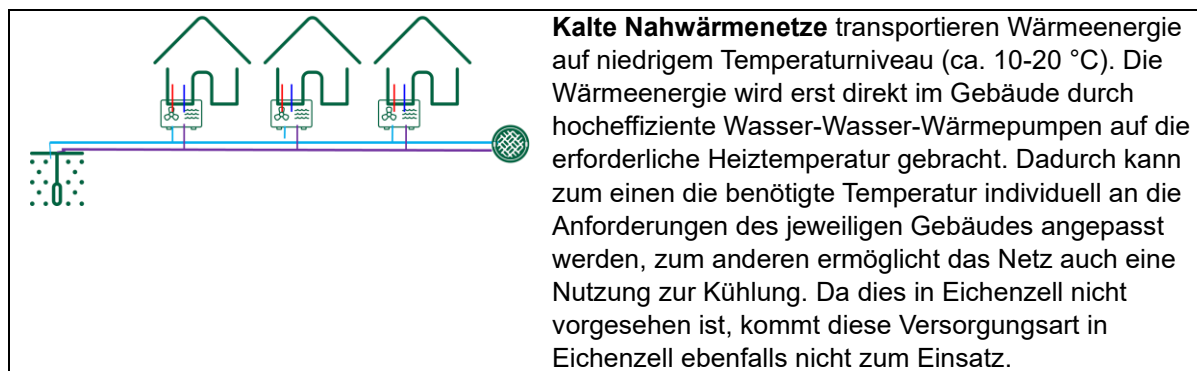 Kalte Nahwärmenetze transportieren Wärmeenergie
auf niedrigem Temperaturniveau (ca. 10-20 °C). Die
Wärmeenergie wird erst direkt im Gebäude durch
hocheffiziente Wasser-Wasser-Wärmepumpen auf die
erforderliche Heiztemperatur gebracht. Dadurch kann
zum einen die benötigte Temperatur individuell an die
Anforderungen des jeweiligen Gebäudes angepasst
werden, zum anderen ermöglicht das Netz auch eine
Nutzung zur Kühlung. Da dies in Eichenzell nicht
vorgesehen ist, kommt diese Versorgungsart in
Eichenzell ebenfalls nicht zum Einsatz.